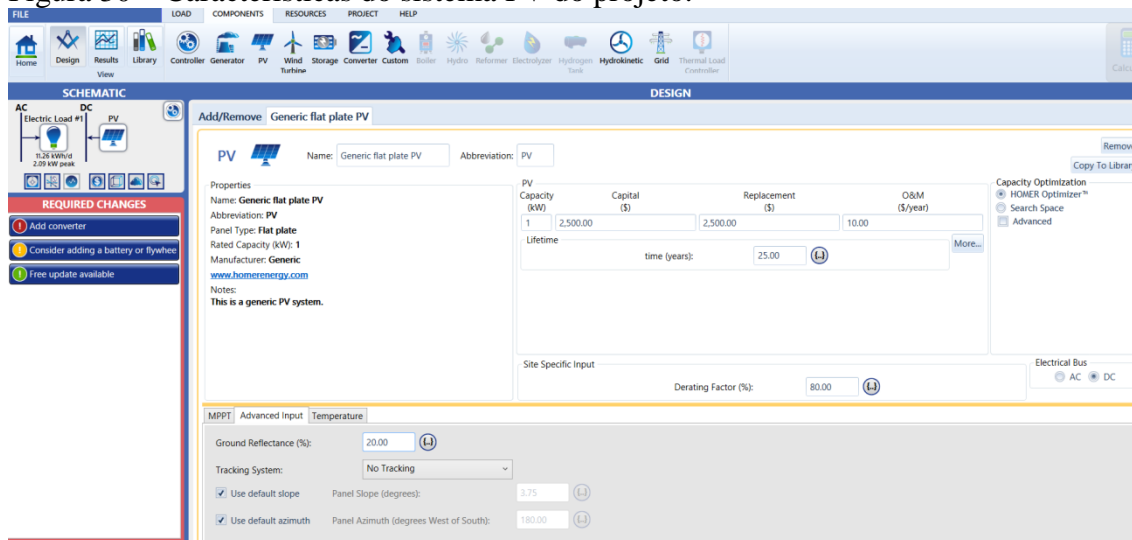 Figura 30 – Características do sistema PV do projeto.
FILE LOAD COMPONENTS RESOURCES PROJECT HELP
Home Design Results Library Controller Generator PV Wind Turbine Storage Converter Custom Boiler Hydro Reformer Electrolyzer Hydrogen Tank Hydrokinetic Grid Thermal Load Controller
View
SCHEMATIC DESIGN
AC DC
Electric Load #1 PV
11.26 kWh/d
2.09 kW peak
REQUIRED CHANGES
Add converter
Consider adding a battery or flywhee
Free update available
Add/Remove Generic flat plate PV
PV Name: Generic flat plate PV Abbreviation: PV
Remove
Copy To Librar
Properties
Name: Generic flat plate PV
Abbreviation: PV
Panel Type: Flat plate
Rated Capacity (kW): 1
Manufacturer: Generic
www.homerenergy.com
Notes:
This is a generic PV system.
PV
Capacity (kW) Capital ($) Replacement ($) O&M ($/year)
1 2,500.00 2,500.00 10.00
Lifetime
time (years): 25.00 (..)
More...
Capacity Optimization
HOMER Optimizer™
Search Space
Advanced
Site Specific Input
Derating Factor (%): 80.00 (..)
Electrical Bus
AC DC
MPPT Advanced Input Temperature
Ground Reflectance (%): 20.00 (..)
Tracking System: No Tracking
Use default slope Panel Slope (degrees): 3.75 (..)
Use default azimuth Panel Azimuth (degrees West of South): 180.00 (..)